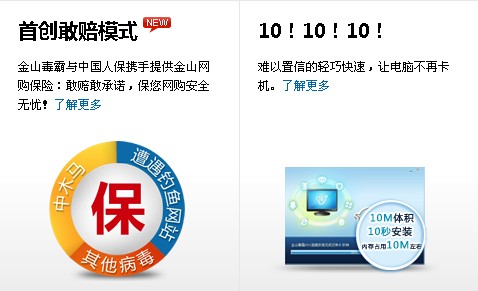 首创敢赔模式 NEW
金山毒霸与中国人保携手提供金山网
购保险：敢赔敢承诺，保您网购安全
无忧！了解更多
中木马
遭遇钓鱼网站
保
其他病毒
10！10！10！
难以置信的轻巧快速，让电脑不再卡
机。了解更多
10M体积
10秒安装
内存占用10M左右